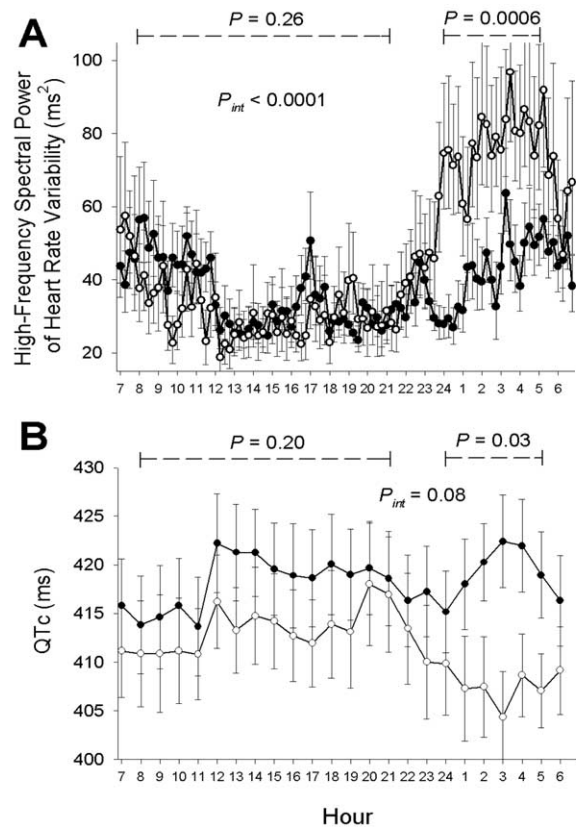 A
P = 0.26
P = 0.0006
P_int < 0.0001
High-Frequency Spectral Power
of Heart Rate Variability (ms²)
100
80
60
40
20
7 8 9 10 11 12 13 14 15 16 17 18 19 20 21 22 23 24 1 2 3 4 5 6
B
P = 0.20
P = 0.03
P_int = 0.08
QTc (ms)
430
425
420
415
410
405
400
7 8 9 10 11 12 13 14 15 16 17 18 19 20 21 22 23 24 1 2 3 4 5 6
Hour